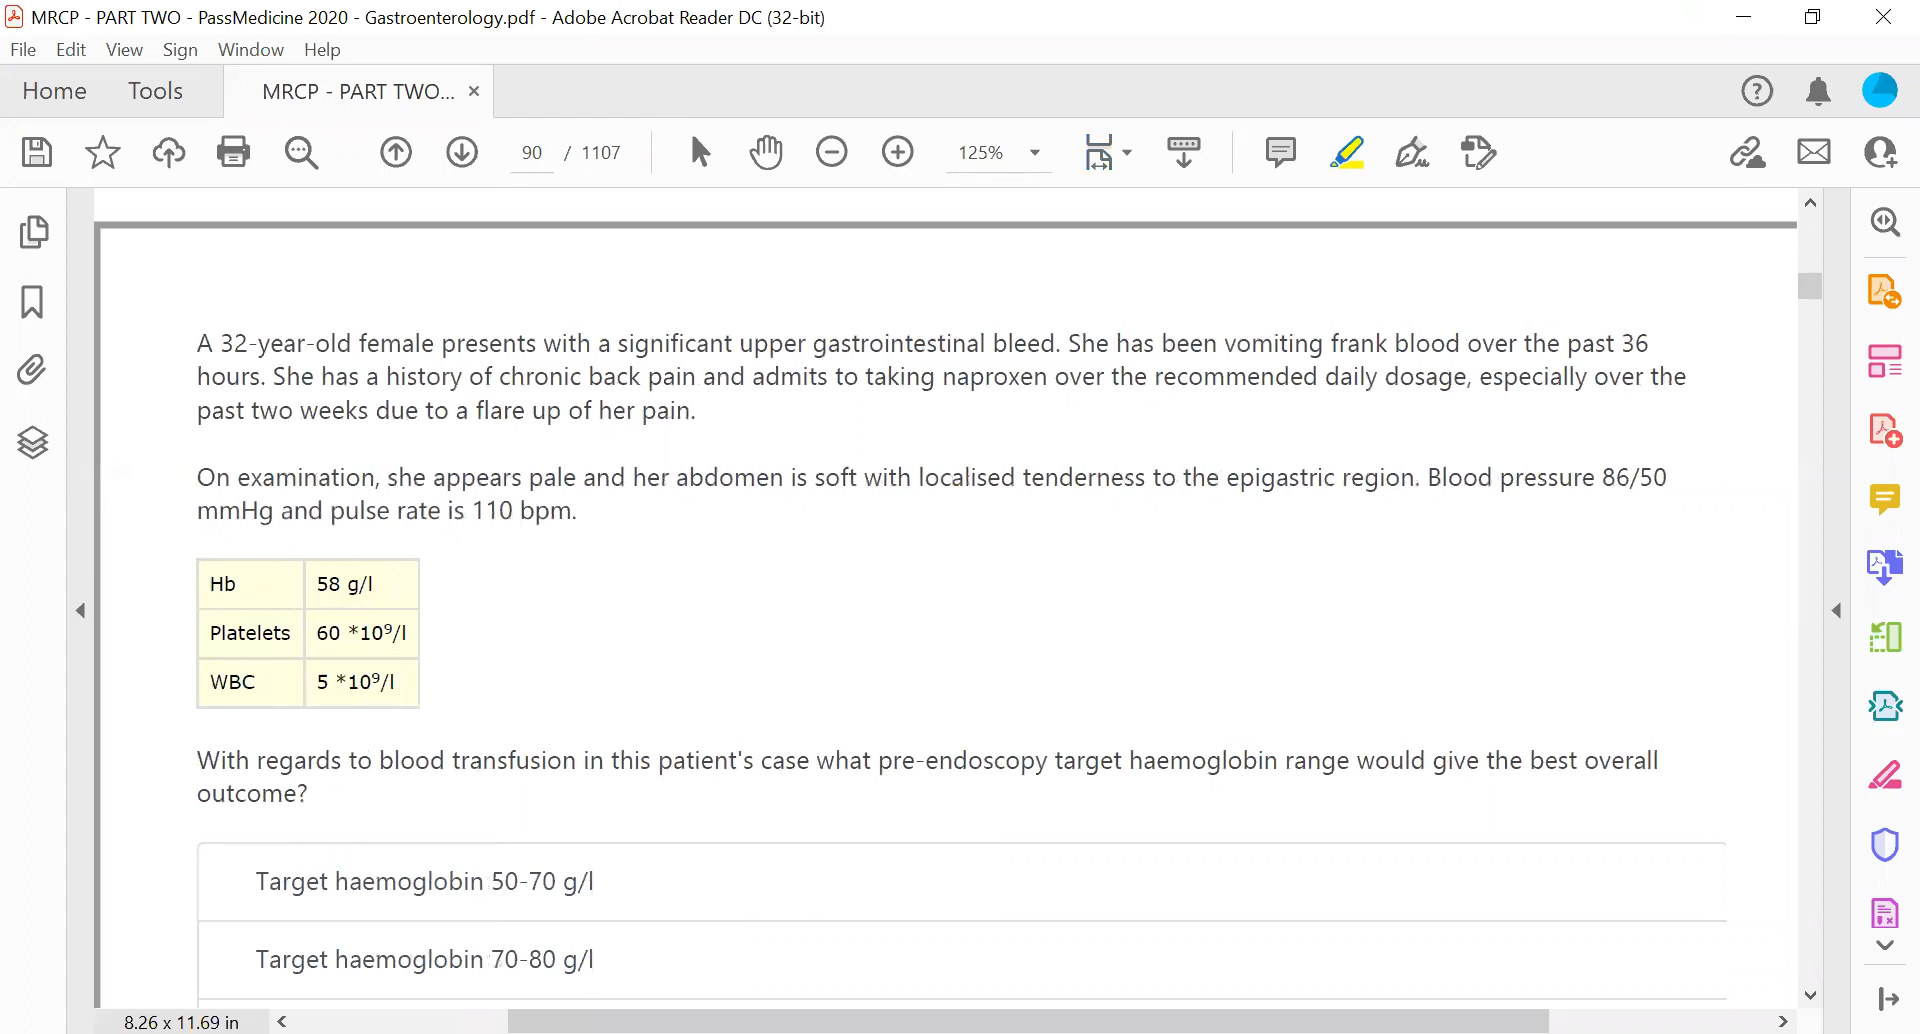 MRCP - PART TWO - PassMedicine 2020 - Gastroenterology.pdf - Adobe Acrobat Reader DC (32-bit)
File Edit View Sign Window Help
Home Tools MRCP - PART TWO... ×
90 / 1107 125%
A 32-year-old female presents with a significant upper gastrointestinal bleed. She has been vomiting frank blood over the past 36
hours. She has a history of chronic back pain and admits to taking naproxen over the recommended daily dosage, especially over the
past two weeks due to a flare up of her pain.
On examination, she appears pale and her abdomen is soft with localised tenderness to the epigastric region. Blood pressure 86/50
mmHg and pulse rate is 110 bpm.
Hb 58 g/l
Platelets 60 *10⁹/l
WBC 5 *10⁹/l
With regards to blood transfusion in this patient's case what pre-endoscopy target haemoglobin range would give the best overall
outcome?
Target haemoglobin 50-70 g/l
Target haemoglobin 70-80 g/l
8.26 x 11.69 in